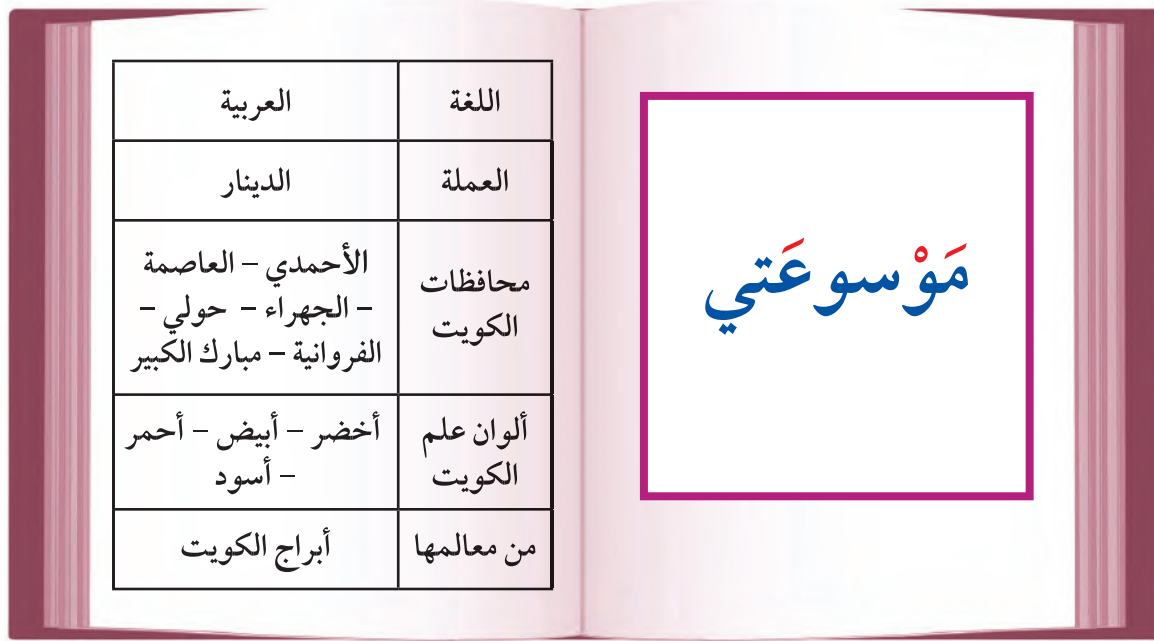 مَوْسوعَتي
اللغة العربية
العملة الدينار
محافظات الكويت
الأحمدي – العاصمة
– الجهراء – حولي –
الفروانية – مبارك الكبير
ألوان علم الكويت
أخضر – أبيض – أحمر
– أسود
من معالمها أبراج الكويت